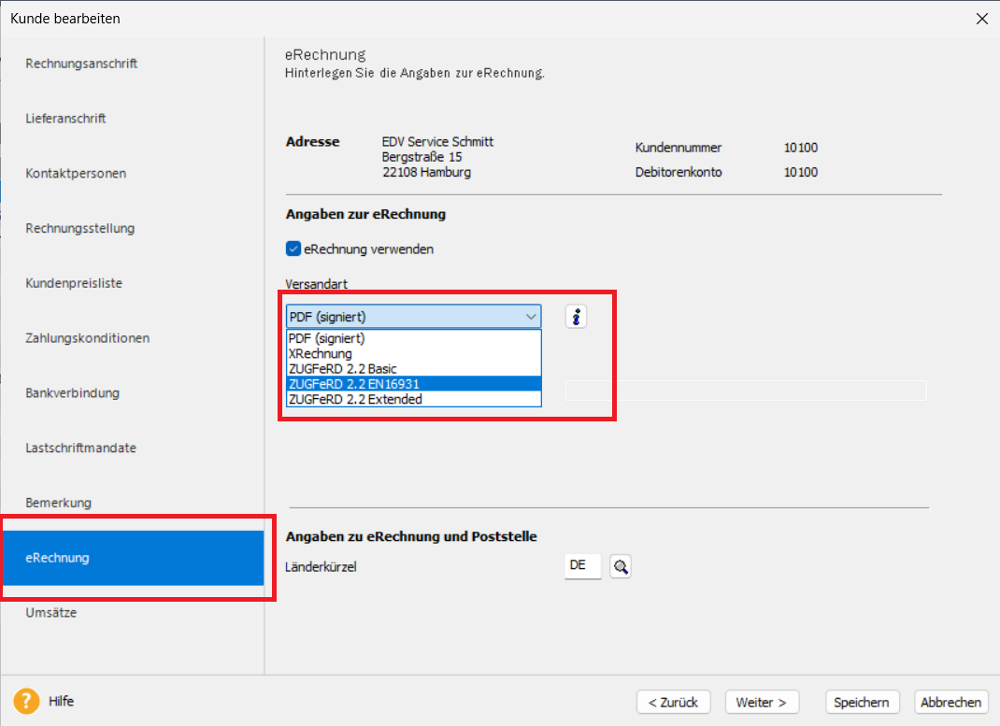 Kunde bearbeiten
Rechnungsanschrift
Lieferanschrift
Kontaktpersonen
Rechnungsstellung
Kundenpreisliste
Zahlungskonditionen
Bankverbindung
Lastschriftmandate
Bemerkung
eRechnung
Umsätze
eRechnung
Hinterlegen Sie die Angaben zur eRechnung.
Adresse
EDV Service Schmitt
Bergstraße 15
22108 Hamburg
Kundennummer 10100
Debitorenkonto 10100
Angaben zur eRechnung
eRechnung verwenden
Versandart
PDF (signiert)
PDF (signiert)
XRechnung
ZUGFeRD 2.2 Basic
ZUGFeRD 2.2 EN16931
ZUGFeRD 2.2 Extended
Angaben zu eRechnung und Poststelle
Länderkürzel DE
? Hilfe
< Zurück
Weiter >
Speichern
Abbrechen